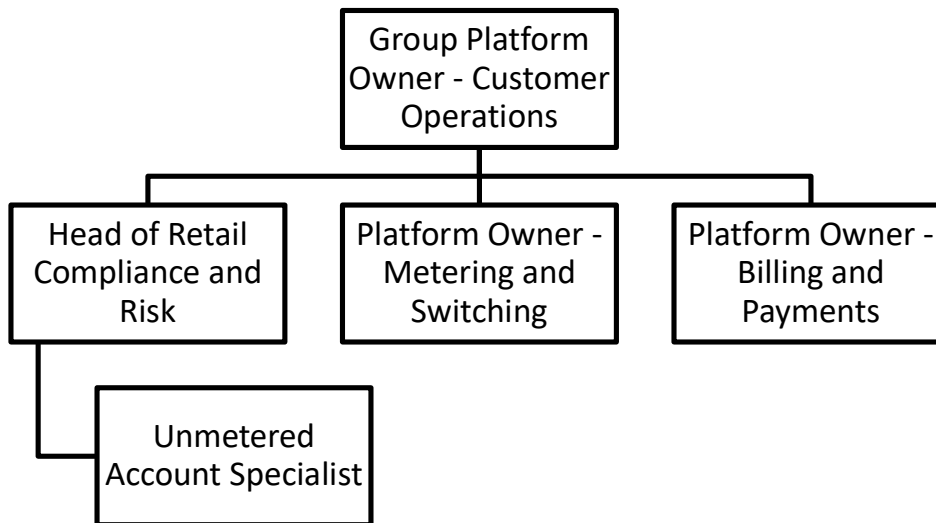 Group Platform
Owner - Customer
Operations
Head of Retail
Compliance and
Risk
Platform Owner -
Metering and
Switching
Platform Owner -
Billing and
Payments
Unmetered
Account Specialist